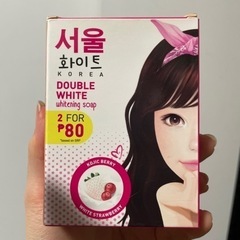 서울
화이트
KOREA
DOUBLE
WHITE
whitening soap
2 FOR
₱80
KOJIC BERRY
WHITE STRAWBERRY